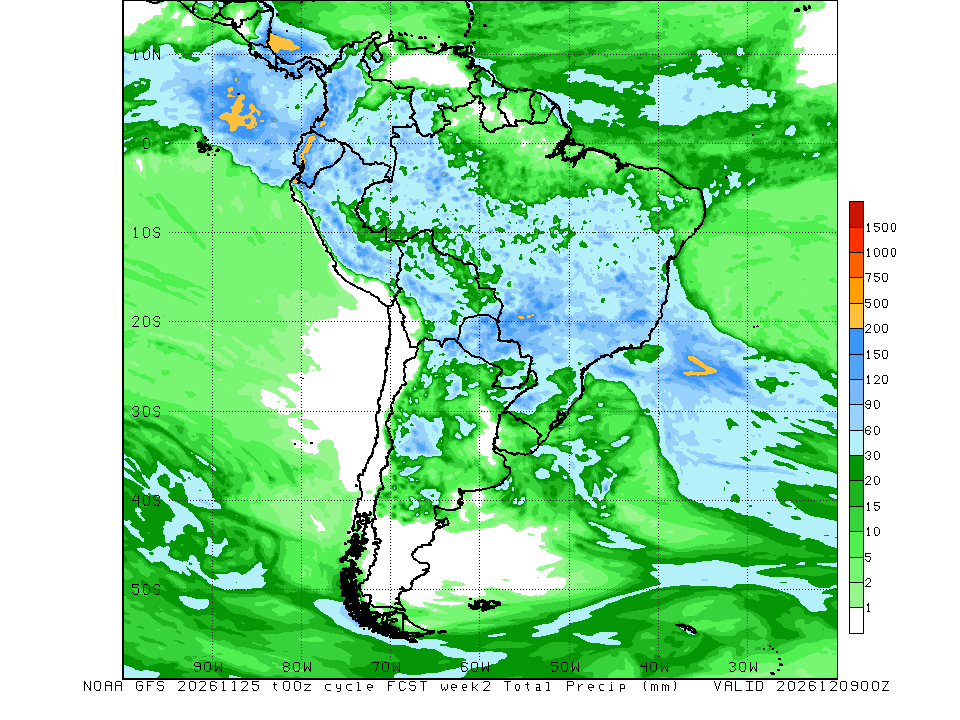 10N
0
10S
20S
30S
40S
50S
90W 80W 70W 60W 50W 40W 30W
1500
1000
750
500
200
150
120
90
60
30
20
15
10
5
2
1
NOAA GFS 20261125 t00z cycle FCST week2 Total Precip (mm) VALID 2026120900Z